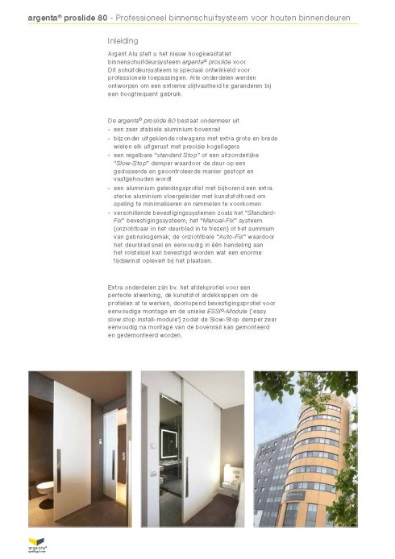 argenta® proslide 80 - Professioneel binnenschuifsysteem voor houten binnendeuren
Inleiding
Argent Alu stelt u het nieuw hoogkwalitatief
binnenschuifdeursysteem argenta® proslide voor.
Dit schuifdeursysteem is speciaal ontwikkeld voor
professionele toepassingen. Alle onderdelen werden
ontworpen om een extreme slijtvastheid te garanderen bij
een hoogfrequent gebruik.
De argenta® proslide 80 bestaat ondermeer uit
- een zeer stabiele aluminium bovenrail
- bijzonder uitgekiende rolwagens met extra grote en brede
wielen elk uitgerust met precisie kogellagers
- een regelbare "standard Stop" of een uitzonderlijke
"Slow-Stop" demper waardoor de deur op een
gedoseerde en gecontroleerde manier gestopt en
vastgehouden wordt
- een aluminium geleidingsprofiel met bijhorend een extra
sterke aluminium vloergeleider met kunststofrol om
speling te minimaliseren en rammelen te voorkomen
- verschillende bevestigingssystemen zoals het "Standard-
Fix" bevestigingssysteem, het "Manual-Fix" systeem
(onzichtbaar in het deurblad in te frezen) of het summum
van gebruiksgemak; de onzichtbare "Auto-Fix" waardoor
het deurblad snel en eenvoudig in één handeling aan
het rolstelsel kan bevestigd worden wat een enorme
tijdswinst oplevert bij het plaatsen.
Extra onderdelen zijn bv. het afdekprofiel voor een
perfecte afwerking, de kunststof afdekkappen om de
profielen af te werken, doorlopend bevestigingsprofiel voor
eenvoudige montage en de unieke ESSI®-Module ('easy
slow stop install-module') zodat de Slow-Stop demper zeer
eenvoudig na montage van de bovenrail kan gemonteerd
en gedemonteerd worden.
argenta®